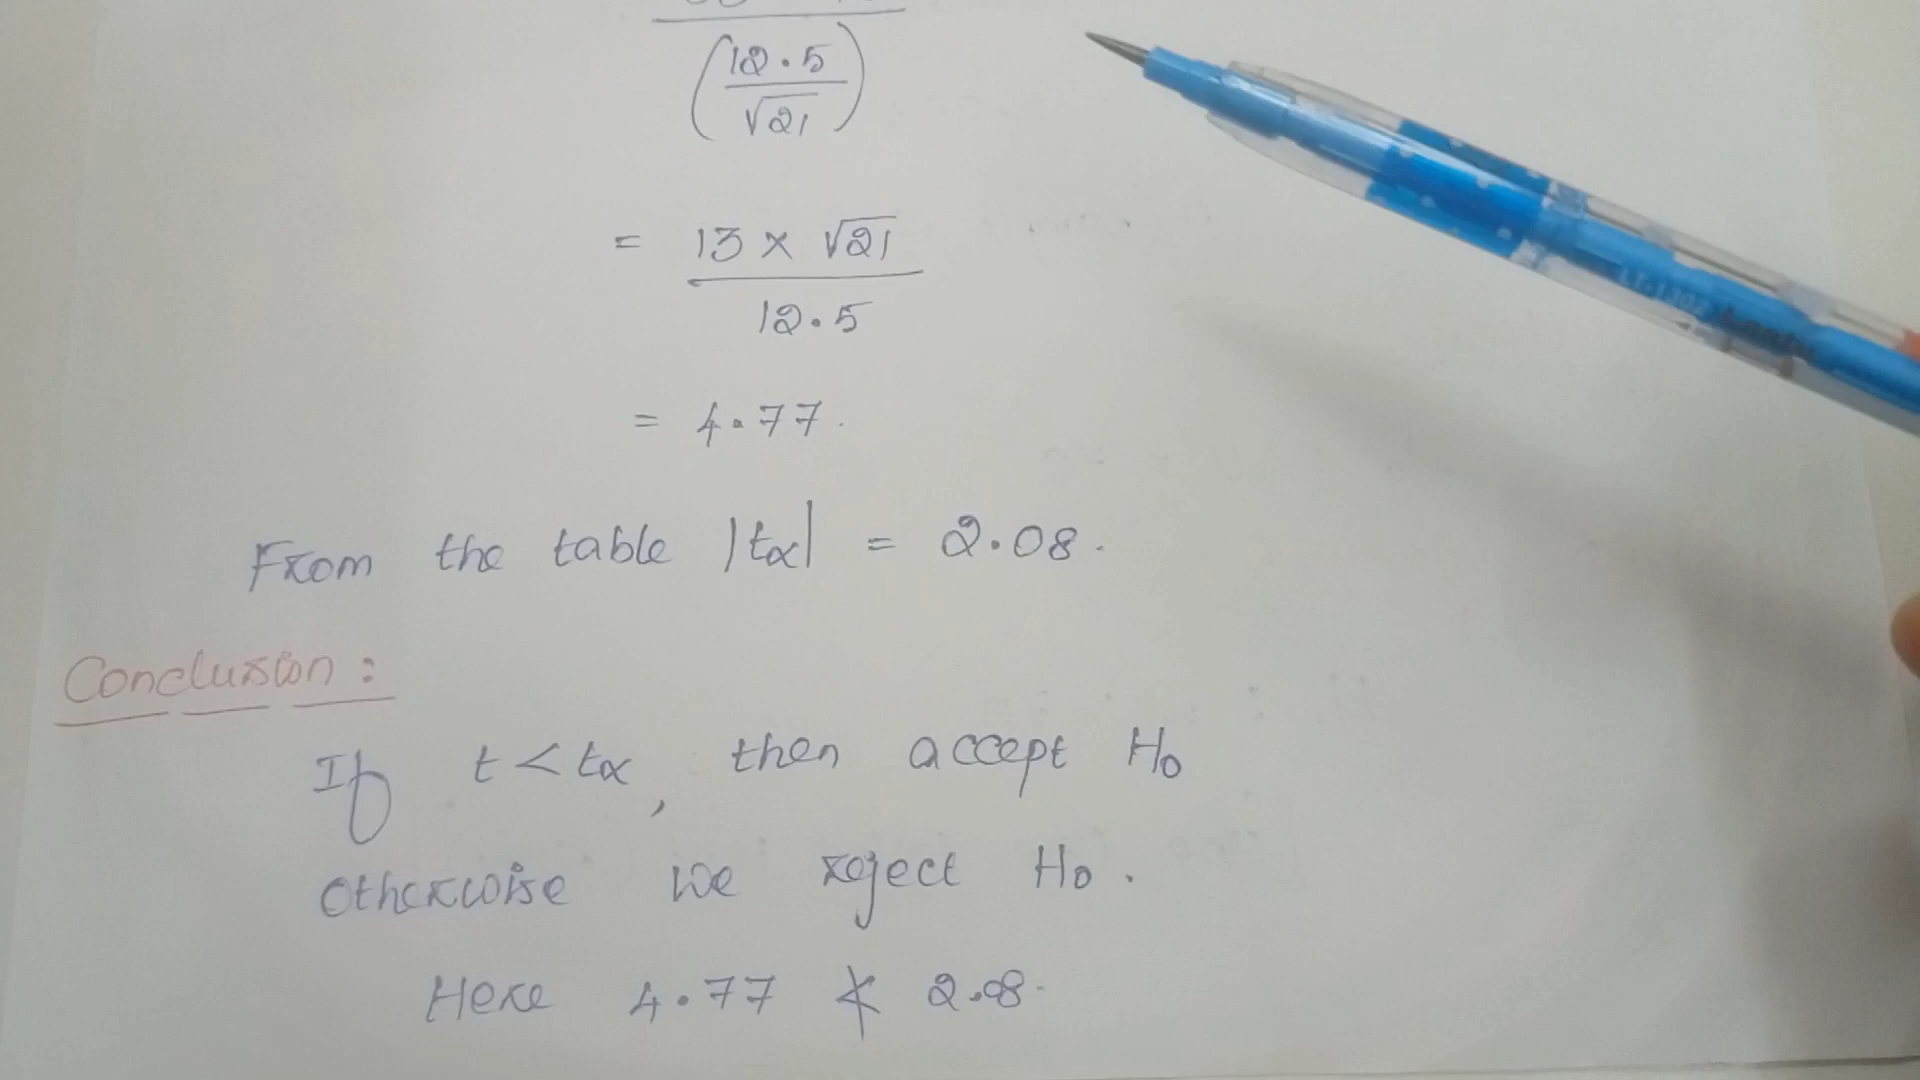 (12.5/√21)
= 13 × √21
12.5
= 4.77.
From the table |tα| = 2.08.
Conclusion:
If t < tα, then accept H₀
otherwise we reject H₀.
Here 4.77 ≮ 2.08.